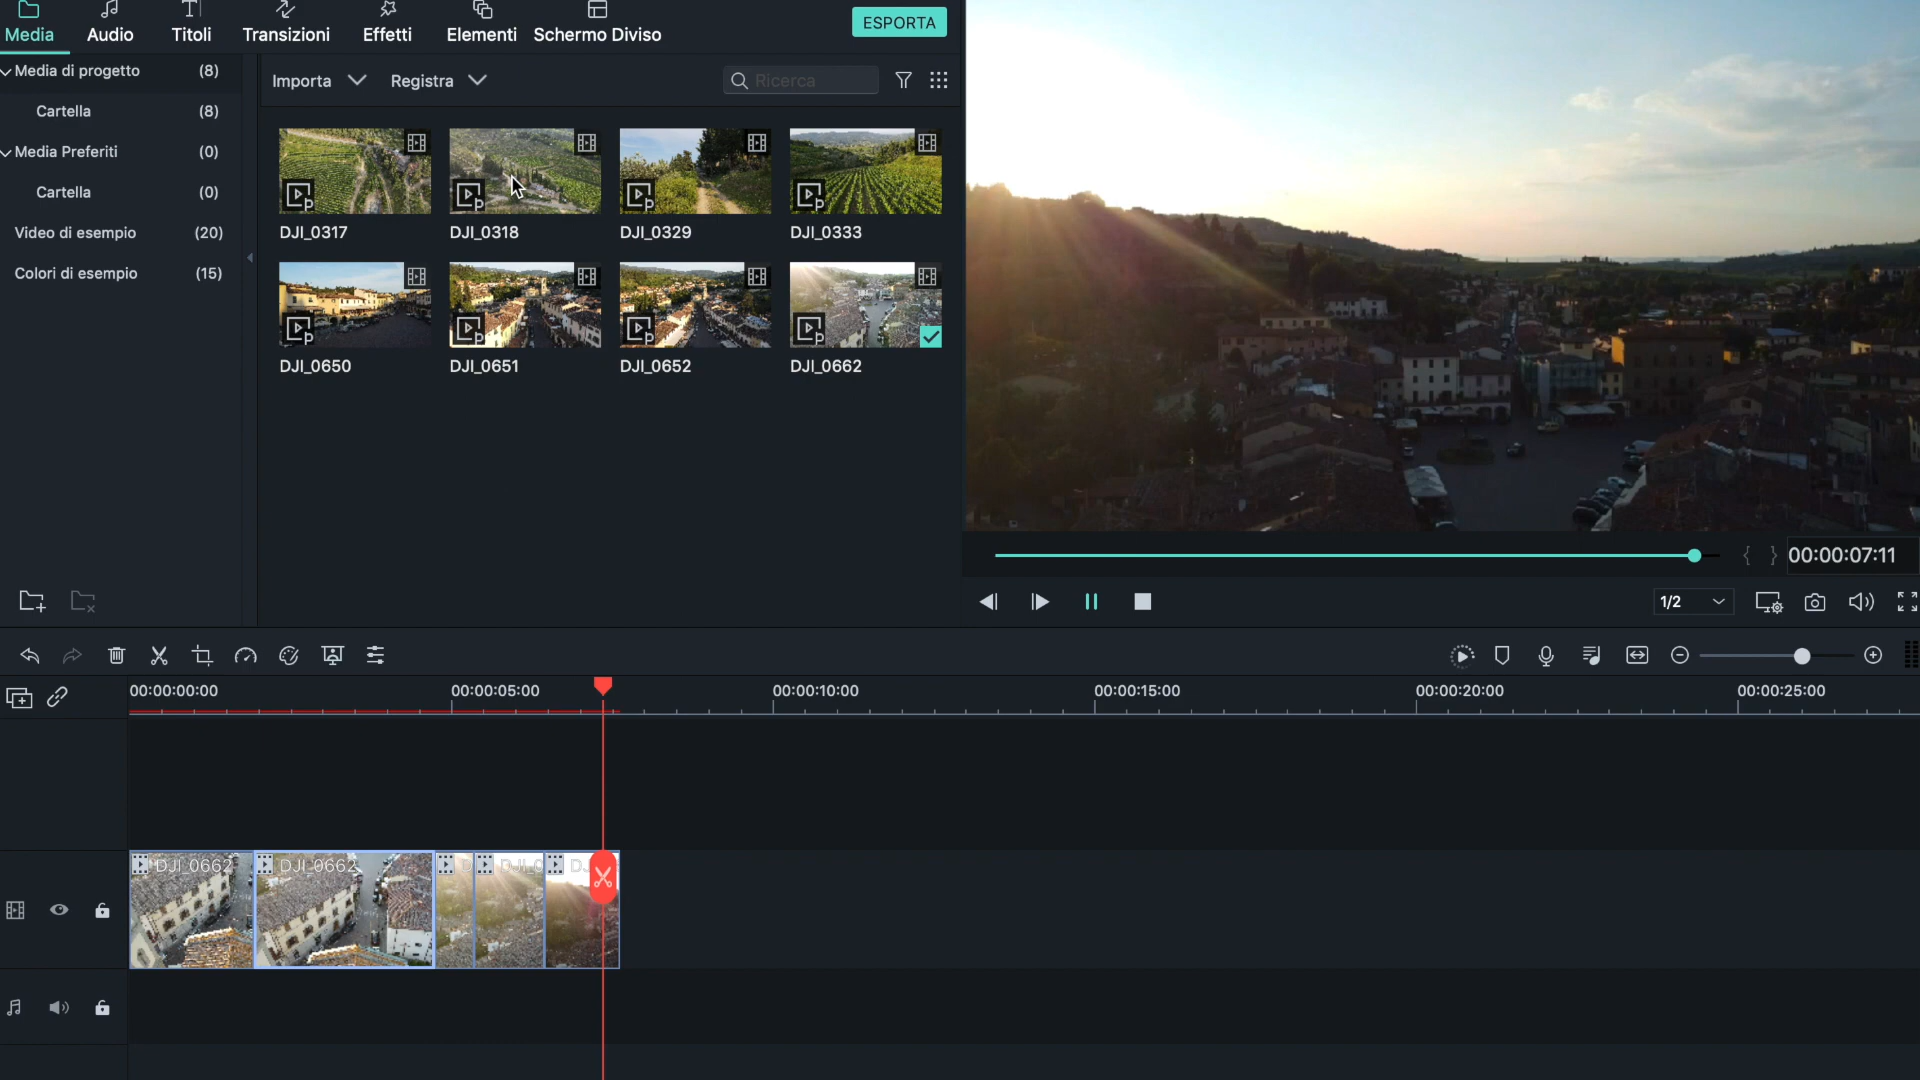 Media Audio Titoli Transizioni Effetti Elementi Schermo Diviso ESPORTA
Media di progetto (8)
Cartella (8)
Media Preferiti (0)
Cartella (0)
Video di esempio (20)
Colori di esempio (15)
Importa Registra Ricerca
DJI_0317 DJI_0318 DJI_0329 DJI_0333
DJI_0650 DJI_0651 DJI_0652 DJI_0662
{ } 00:00:07:11
1/2
00:00:00:00 00:00:05:00 00:00:10:00 00:00:15:00 00:00:20:00 00:00:25:00
DJI_0662 DJI_0662